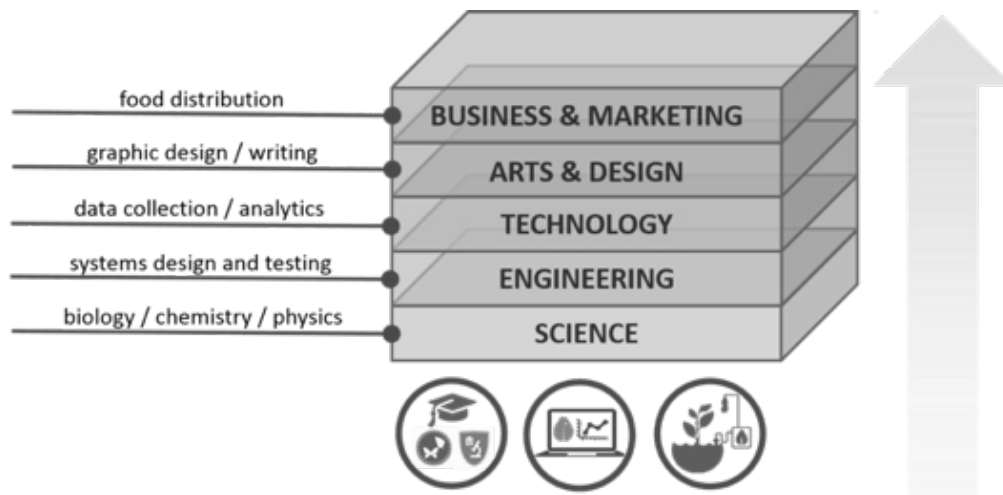 food distribution
BUSINESS & MARKETING
graphic design / writing
ARTS & DESIGN
data collection / analytics
TECHNOLOGY
systems design and testing
ENGINEERING
biology / chemistry / physics
SCIENCE